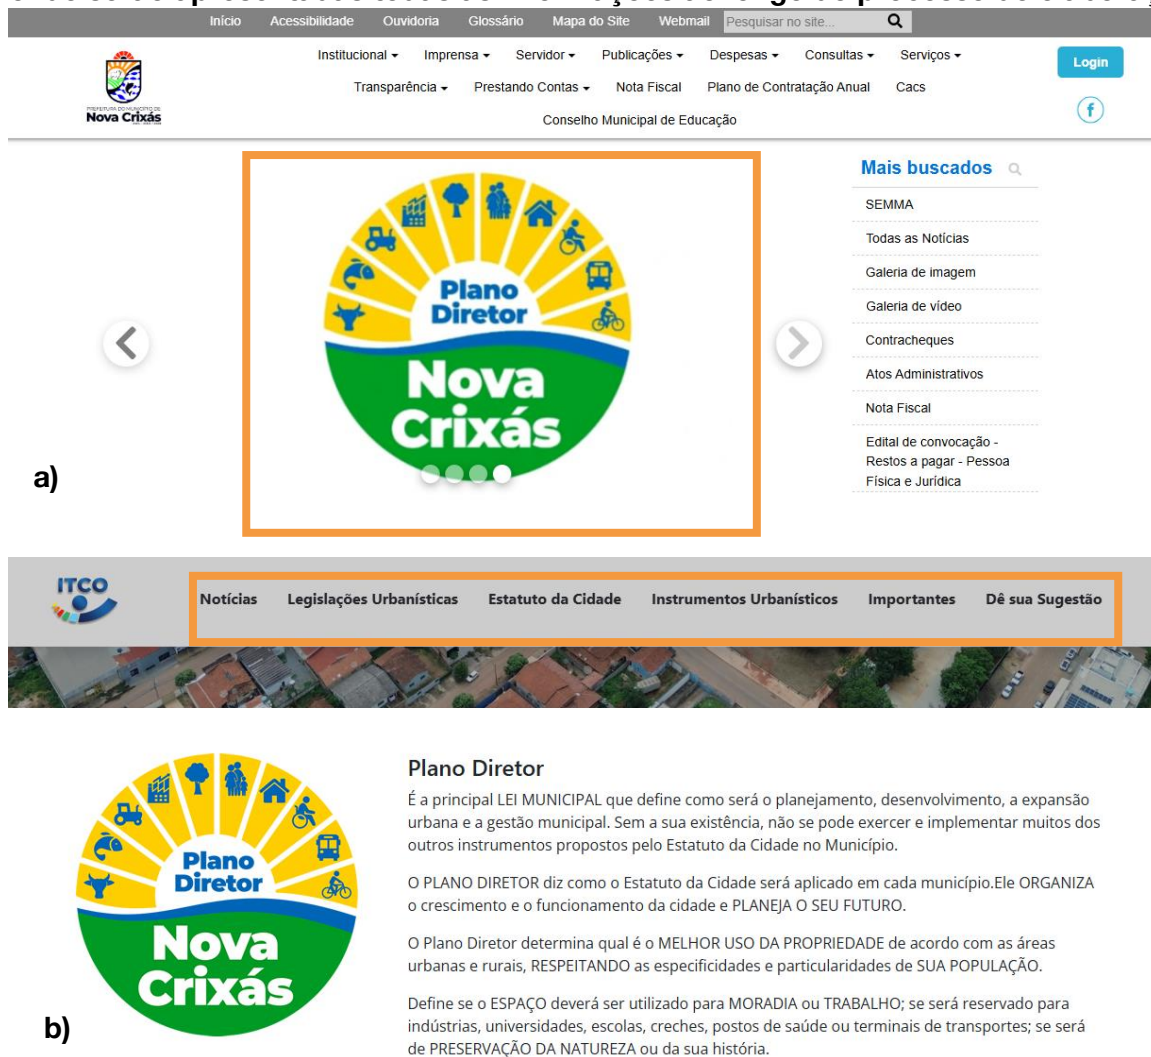 Início Acessibilidade Ouvidoria Glossário Mapa do Site Webmail Pesquisar no site...
Institucional Imprensa Servidor Publicações Despesas Consultas Serviços
Login
Transparência Prestando Contas Nota Fiscal Plano de Contratação Anual Cacs
Conselho Municipal de Educação
PREFEITURA DO MUNICÍPIO DE
Nova Crixás
f
Plano
Diretor
Nova
Crixás
Mais buscados
SEMMA
Todas as Notícias
Galeria de imagem
Galeria de vídeo
Contracheques
Atos Administrativos
Nota Fiscal
Edital de convocação -
Restos a pagar - Pessoa
Física e Jurídica
a)
ITCO
Notícias Legislações Urbanísticas Estatuto da Cidade Instrumentos Urbanísticos Importantes Dê sua Sugestão
Plano
Diretor
Nova
Crixás
b)
Plano Diretor
É a principal LEI MUNICIPAL que define como será o planejamento, desenvolvimento, a expansão
urbana e a gestão municipal. Sem a sua existência, não se pode exercer e implementar muitos dos
outros instrumentos propostos pelo Estatuto da Cidade no Município.
O PLANO DIRETOR diz como o Estatuto da Cidade será aplicado em cada município.Ele ORGANIZA
o crescimento e o funcionamento da cidade e PLANEJA O SEU FUTURO.
O Plano Diretor determina qual é o MELHOR USO DA PROPRIEDADE de acordo com as áreas
urbanas e rurais, RESPEITANDO as especificidades e particularidades de SUA POPULAÇÃO.
Define se o ESPAÇO deverá ser utilizado para MORADIA ou TRABALHO; se será reservado para
indústrias, universidades, escolas, creches, postos de saúde ou terminais de transportes; se será
de PRESERVAÇÃO DA NATUREZA ou da sua história.